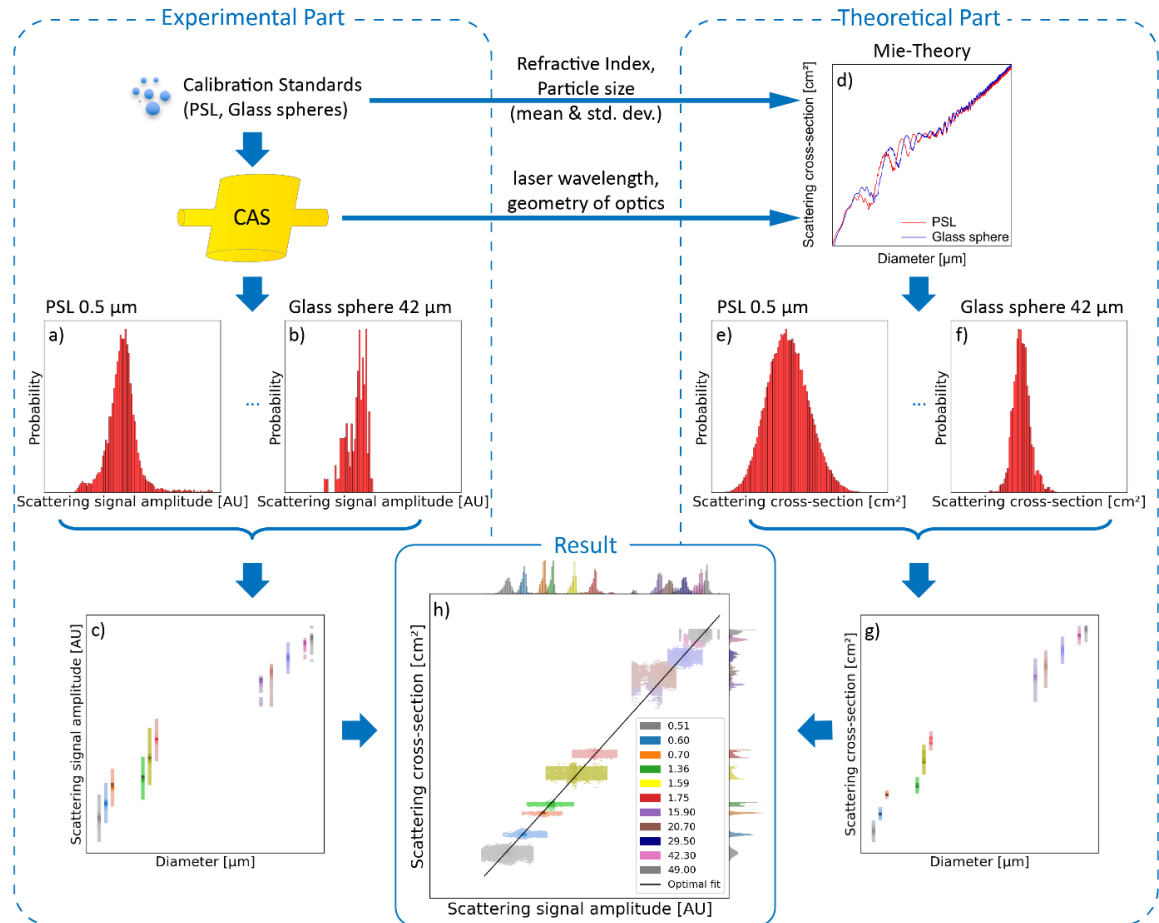 Experimental Part
Theoretical Part
Calibration Standards
(PSL, Glass spheres)
Refractive Index,
Particle size
(mean & std. dev.)
Mie-Theory
d)
Scattering cross-section [cm²]
PSL
Glass sphere
Diameter [µm]
CAS
laser wavelength,
geometry of optics
PSL 0.5 µm
a)
Probability
Scattering signal amplitude [AU]
...
Glass sphere 42 µm
b)
Probability
Scattering signal amplitude [AU]
PSL 0.5 µm
e)
Probability
Scattering cross-section [cm²]
...
Glass sphere 42 µm
f)
Probability
Scattering cross-section [cm²]
c)
Scattering signal amplitude [AU]
Diameter [µm]
Result
h)
Scattering cross-section [cm²]
0.51
0.60
0.70
1.36
1.59
1.75
15.90
20.70
29.50
42.30
49.00
Optimal fit
Scattering signal amplitude [AU]
g)
Scattering cross-section [cm²]
Diameter [µm]